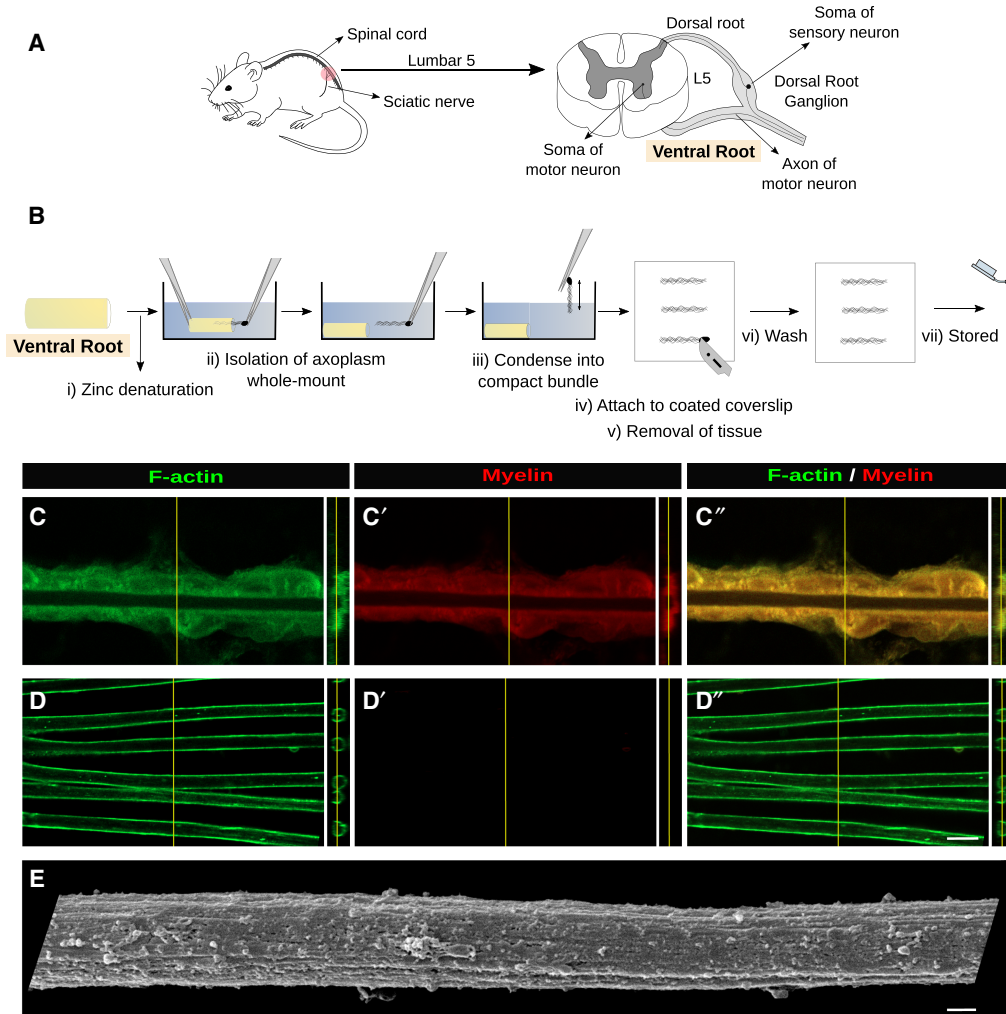 A
Spinal cord
Lumbar 5
Sciatic nerve
Dorsal root
Soma of
sensory neuron
L5
Dorsal Root
Ganglion
Soma of
motor neuron
Ventral Root
Axon of
motor neuron
B
Ventral Root
i) Zinc denaturation
ii) Isolation of axoplasm
whole-mount
iii) Condense into
compact bundle
iv) Attach to coated coverslip
v) Removal of tissue
vi) Wash
vii) Stored
F-actin
Myelin
F-actin / Myelin
C
C′
C″
D
D′
D″
E